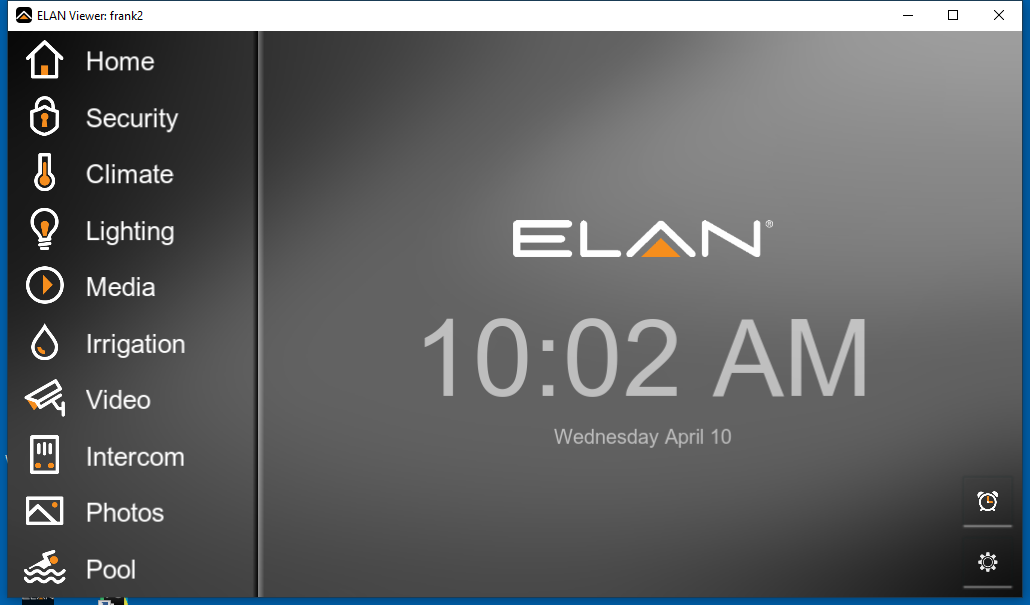 ELAN Viewer: frank2
Home
Security
Climate
Lighting
Media
Irrigation
Video
Intercom
Photos
Pool
ELAN®
10:02 AM
Wednesday April 10